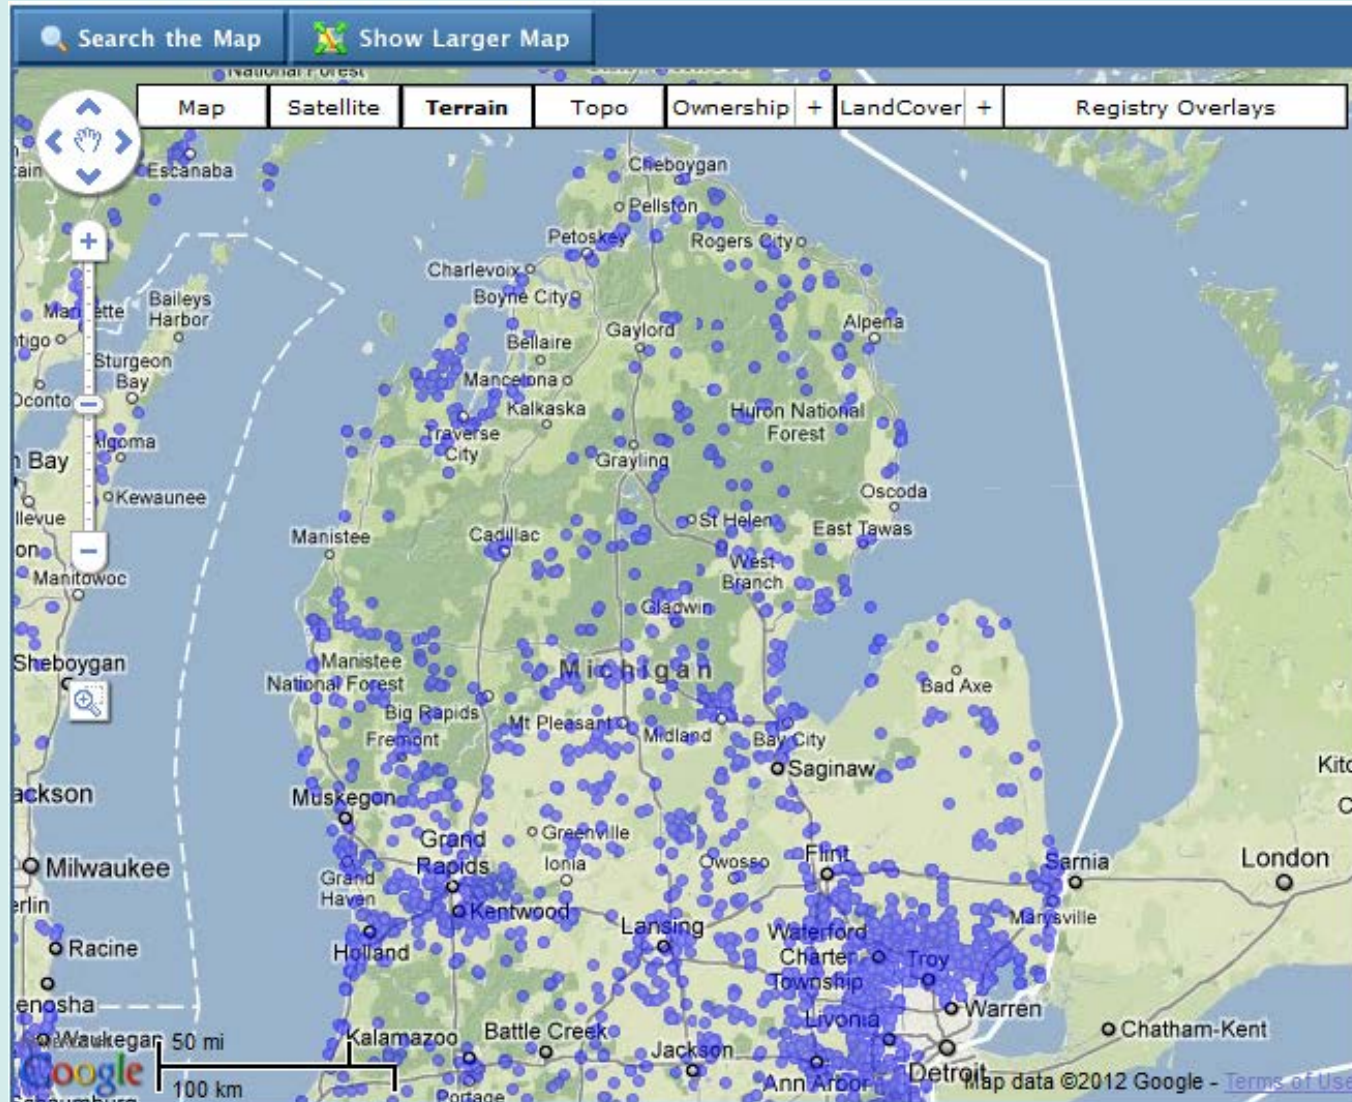 Search the Map
Show Larger Map
National Forest
Map
Satellite
Terrain
Topo
Ownership +
LandCover +
Registry Overlays
Escanaba
Cheboygan
Pellston
Petoskey
Rogers City
Charlevoix
Boyne City
Baileys
Harbor
Gaylord
Alpena
Bellaire
Sturgeon
Bay
Mancelona
Kalkaska
Huron National
Forest
Traverse
City
Grayling
Bay
Kewaunee
Oscoda
St Helen
East Tawas
Manistee
Cadillac
West
Branch
Manitowoc
Gladwin
Sheboygan
Manistee
National Forest
Michigan
Bad Axe
Big Rapids
Mt Pleasant
Midland
Bay City
Fremont
Saginaw
Muskegon
Greenville
Grand
Rapids
Ionia
Owosso
Flint
Sarnia
London
Milwaukee
Grand
Haven
Kentwood
Marysville
Lansing
Waterford
Charter
Township
Holland
Troy
Racine
enosha
Warren
Livonia
Waukegan
50 mi
Kalamazoo
Battle Creek
Jackson
Chatham-Kent
Google
100 km
Portage
Ann Arbor
Detroit
Map data ©2012 Google - Terms of Use